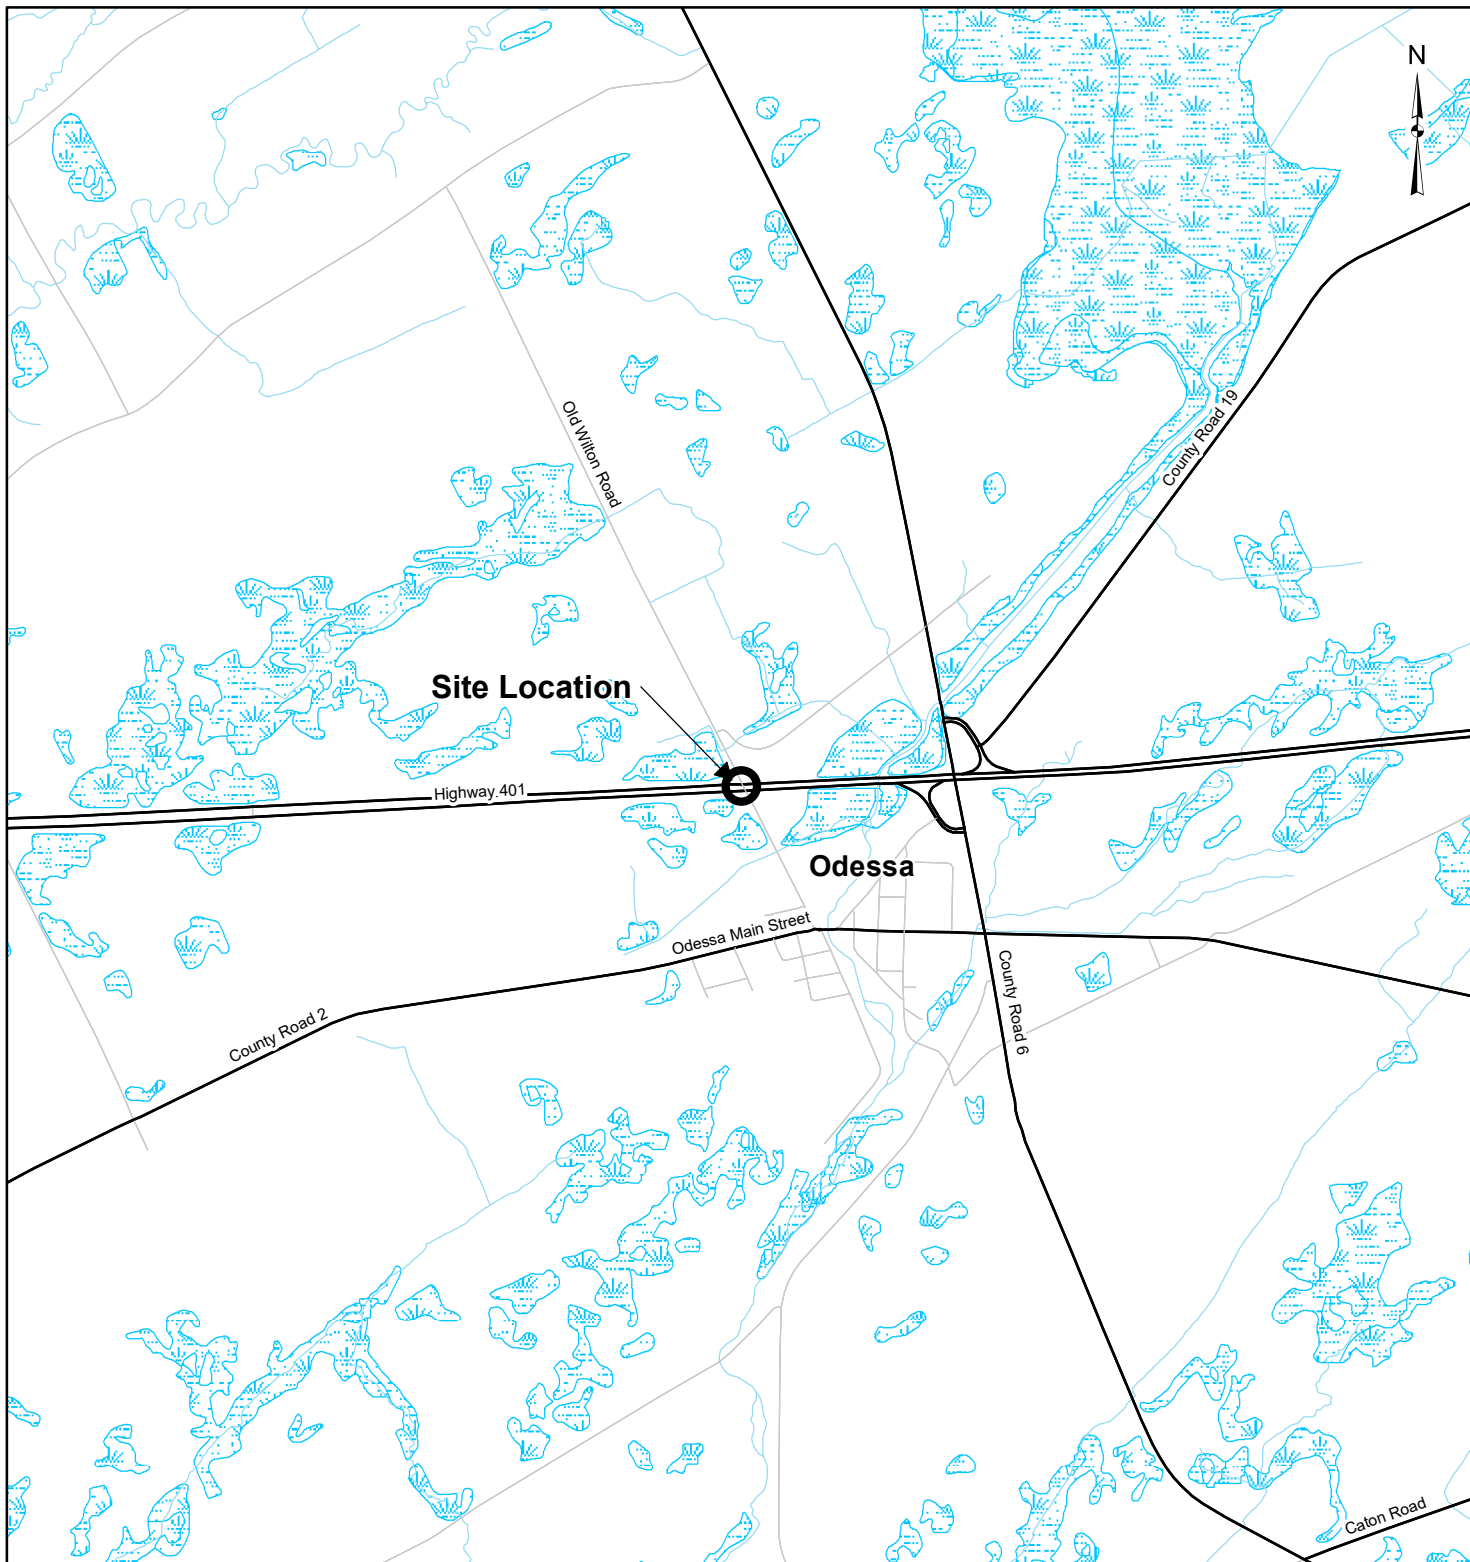 N
Old Wilton Road
County Road 19
Site Location
Highway 401
Odessa
Odessa Main Street
County Road 2
County Road 6
Caton Road